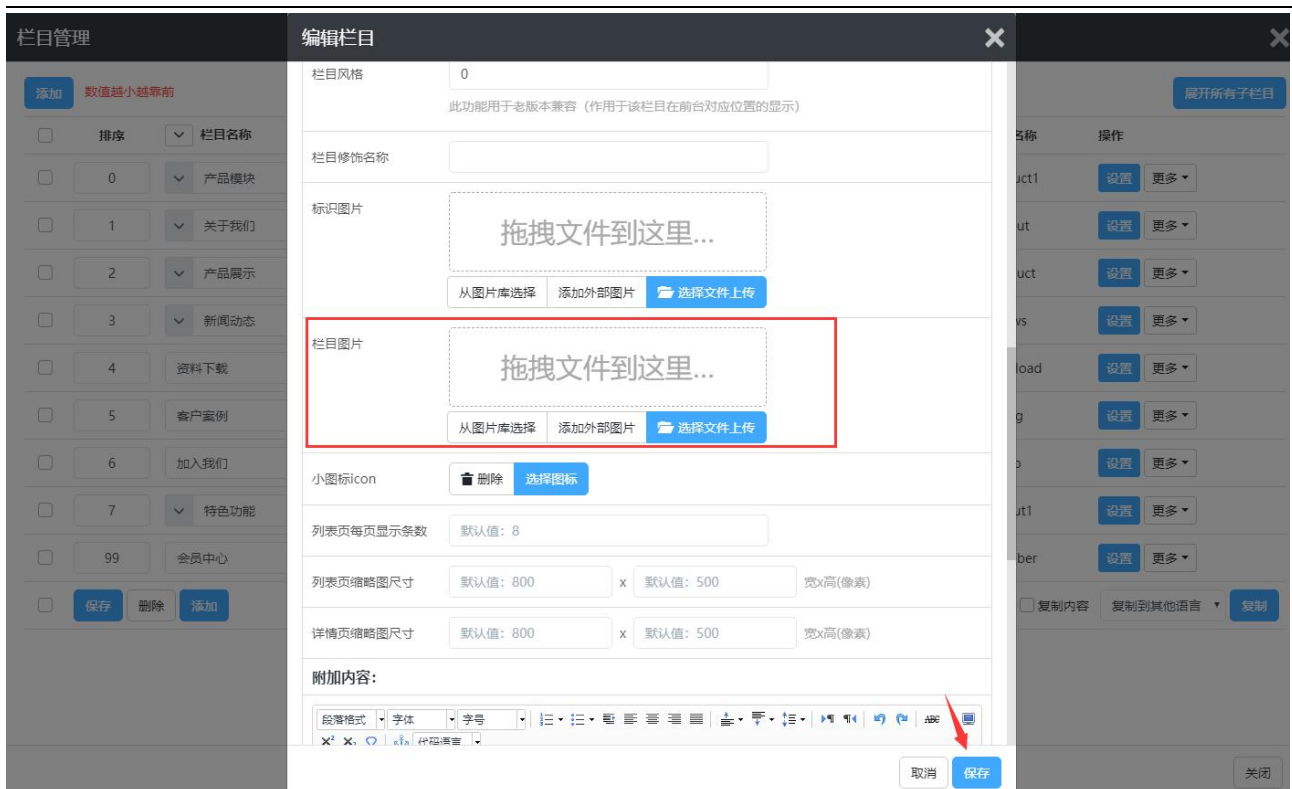 栏目管理
编辑栏目
添加 数值越小越靠前
展开所有子栏目
排序 栏目名称
名称 操作
0 产品模块
uct1 设置 更多
1 关于我们
ut 设置 更多
2 产品展示
uct 设置 更多
3 新闻动态
ws 设置 更多
4 资料下载
load 设置 更多
5 客户案例
g 设置 更多
6 加入我们
设置 更多
7 特色功能
ut1 设置 更多
99 会员中心
ber 设置 更多
保存 删除 添加
复制内容 复制到其他语言 复制
栏目风格 0
此功能用于老版本兼容（作用于该栏目在前台对应位置的显示）
栏目修饰名称
标识图片
拖拽文件到这里...
从图片库选择 添加外部图片 选择文件上传
栏目图片
拖拽文件到这里...
从图片库选择 添加外部图片 选择文件上传
小图标icon 删除 选择图标
列表页每页显示条数 默认值：8
列表页缩略图尺寸 默认值：800 x 默认值：500 宽x高(像素)
详情页缩略图尺寸 默认值：800 x 默认值：500 宽x高(像素)
附加内容：
段落格式 字体 字号 ABC
X² X₂ 代码语言
取消 保存
关闭